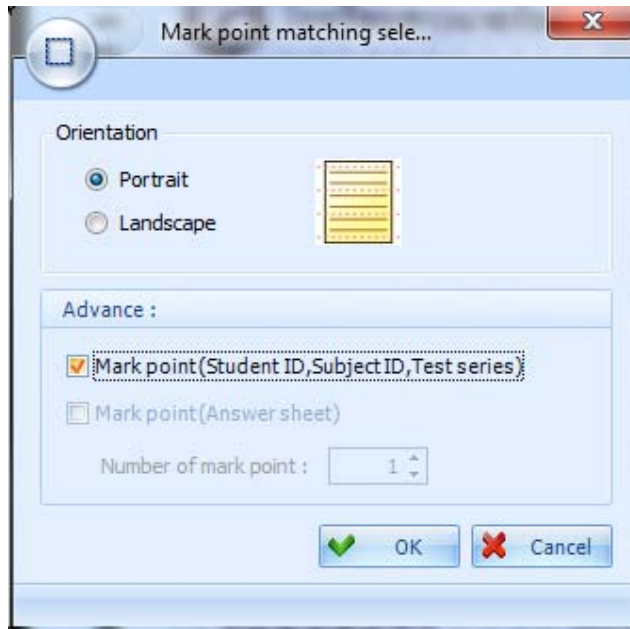 Mark point matching sele...
Orientation
Portrait
Landscape
Advance :
Mark point(Student ID,Subject ID,Test series)
Mark point(Answer sheet)
Number of mark point : 1
OK Cancel